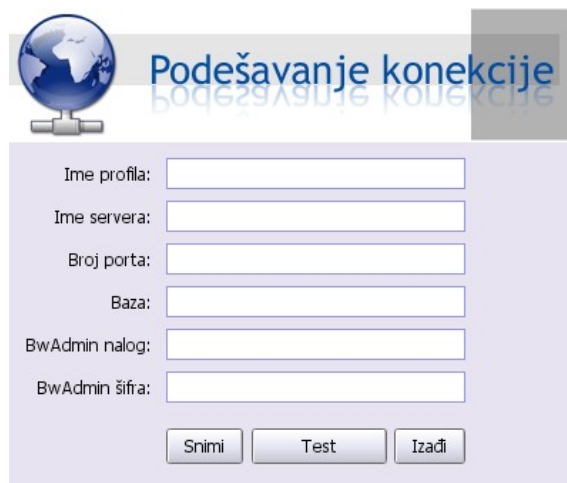 Podešavanje konekcije
Ime profila:
Ime servera:
Broj porta:
Baza:
BwAdmin nalog:
BwAdmin šifra:
Snimi Test Izađi